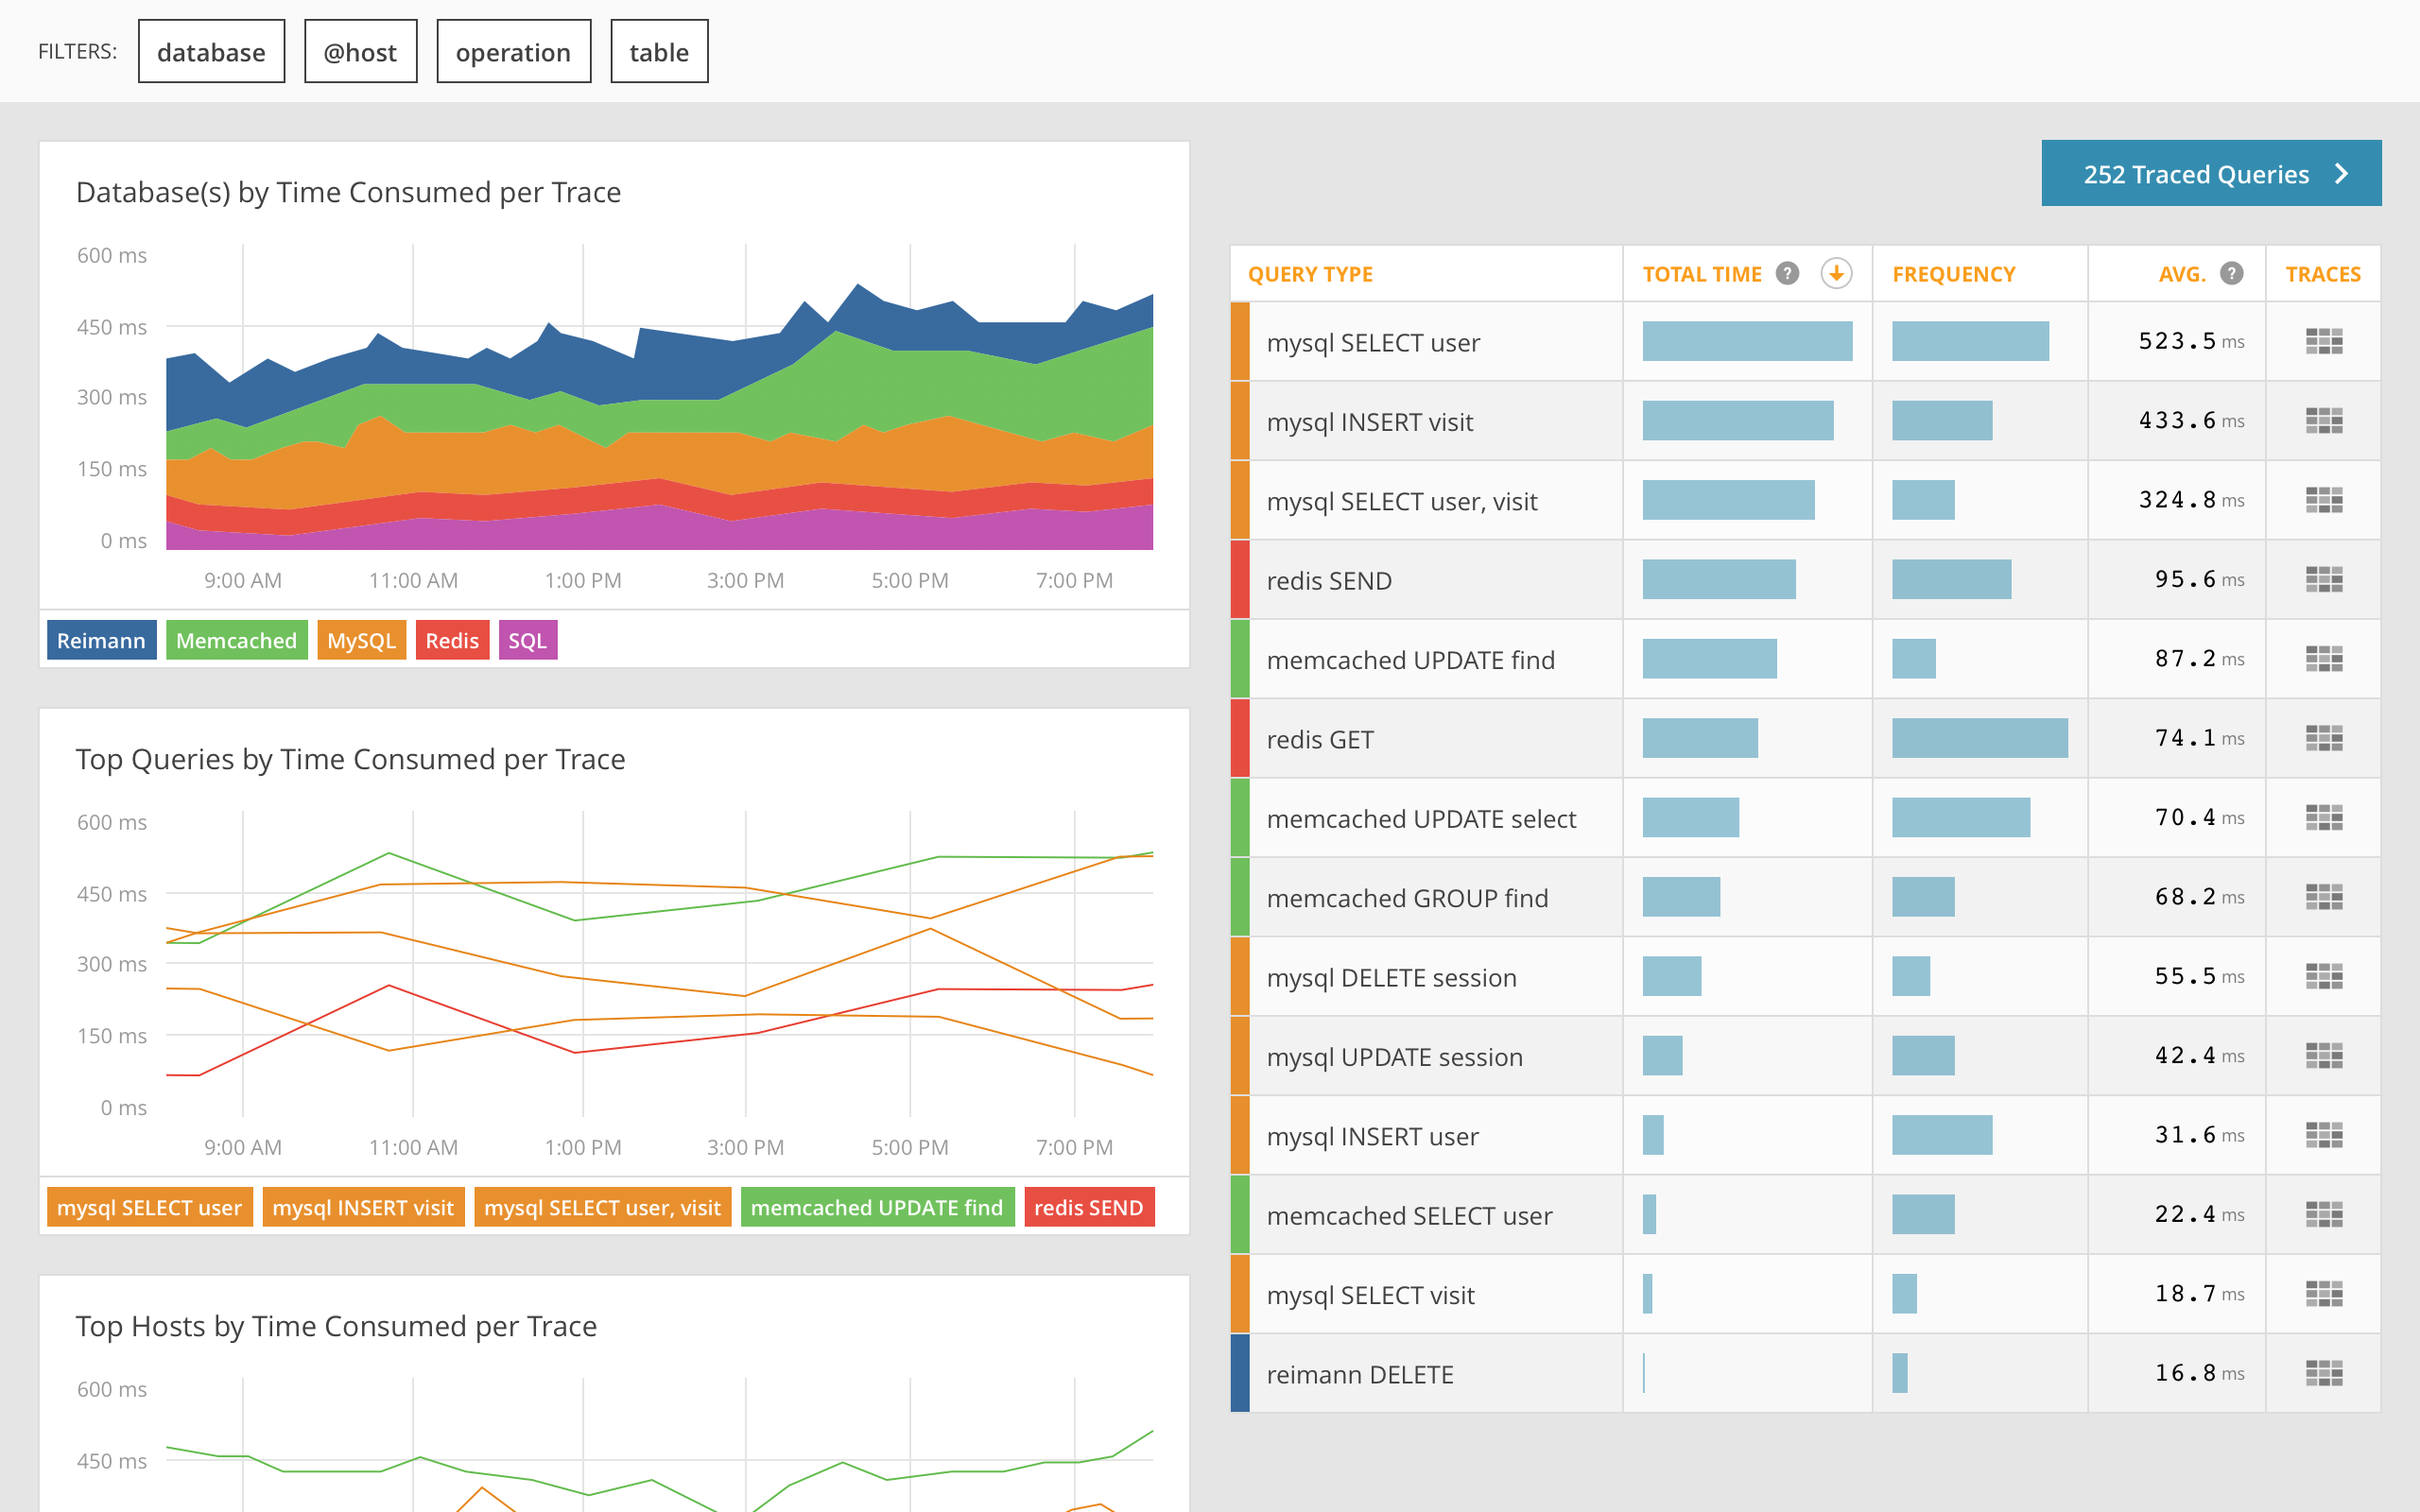 FILTERS: database @host operation table
252 Traced Queries
Database(s) by Time Consumed per Trace
600 ms
450 ms
300 ms
150 ms
0 ms
9:00 AM 11:00 AM 1:00 PM 3:00 PM 5:00 PM 7:00 PM
Reimann Memcached MySQL Redis SQL
Top Queries by Time Consumed per Trace
600 ms
450 ms
300 ms
150 ms
0 ms
9:00 AM 11:00 AM 1:00 PM 3:00 PM 5:00 PM 7:00 PM
mysql SELECT user mysql INSERT visit mysql SELECT user, visit memcached UPDATE find redis SEND
Top Hosts by Time Consumed per Trace
600 ms
450 ms
QUERY TYPE TOTAL TIME ? FREQUENCY AVG. ? TRACES
mysql SELECT user 523.5 ms
mysql INSERT visit 433.6 ms
mysql SELECT user, visit 324.8 ms
redis SEND 95.6 ms
memcached UPDATE find 87.2 ms
redis GET 74.1 ms
memcached UPDATE select 70.4 ms
memcached GROUP find 68.2 ms
mysql DELETE session 55.5 ms
mysql UPDATE session 42.4 ms
mysql INSERT user 31.6 ms
memcached SELECT user 22.4 ms
mysql SELECT visit 18.7 ms
reimann DELETE 16.8 ms